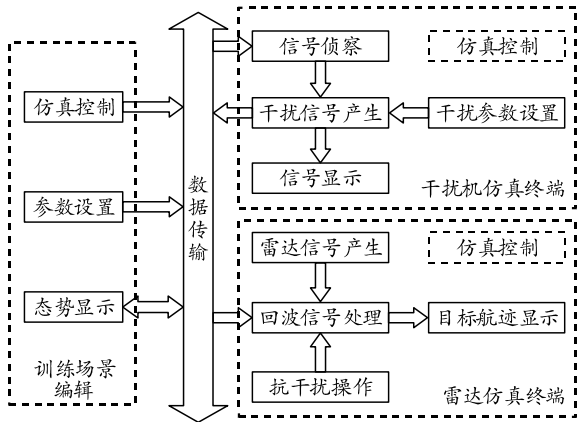 仿真控制
参数设置
态势显示
训练场景
编辑
数据传输
信号侦察
仿真控制
干扰信号产生
干扰参数设置
信号显示
干扰机仿真终端
雷达信号产生
仿真控制
回波信号处理
目标航迹显示
抗干扰操作
雷达仿真终端